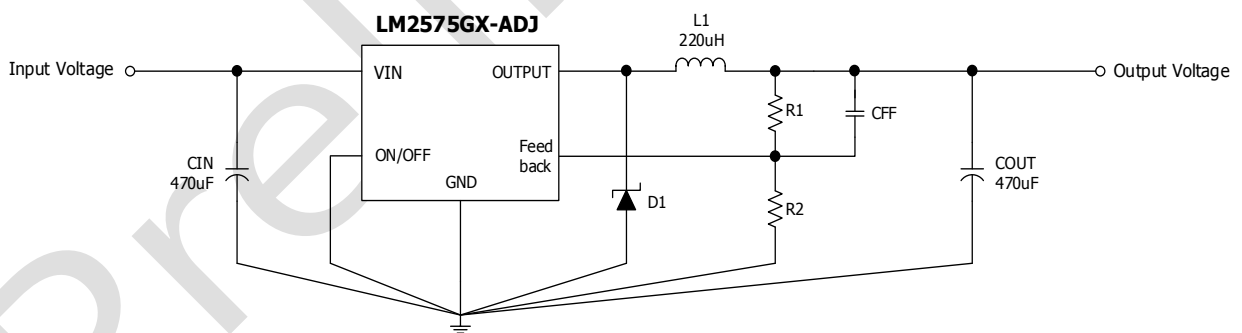 LM2575GX-ADJ
L1
220uH
Input Voltage
VIN
OUTPUT
Output Voltage
R1
CFF
ON/OFF
Feed
back
CIN
470uF
GND
D1
R2
COUT
470uF